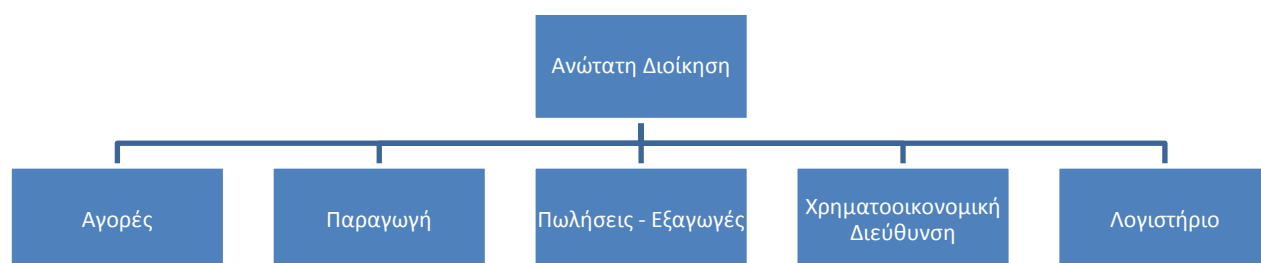 Ανώτατη Διοίκηση
Αγορές
Παραγωγή
Πωλήσεις - Εξαγωγές
Χρηματοοικονομική
Διεύθυνση
Λογιστήριο